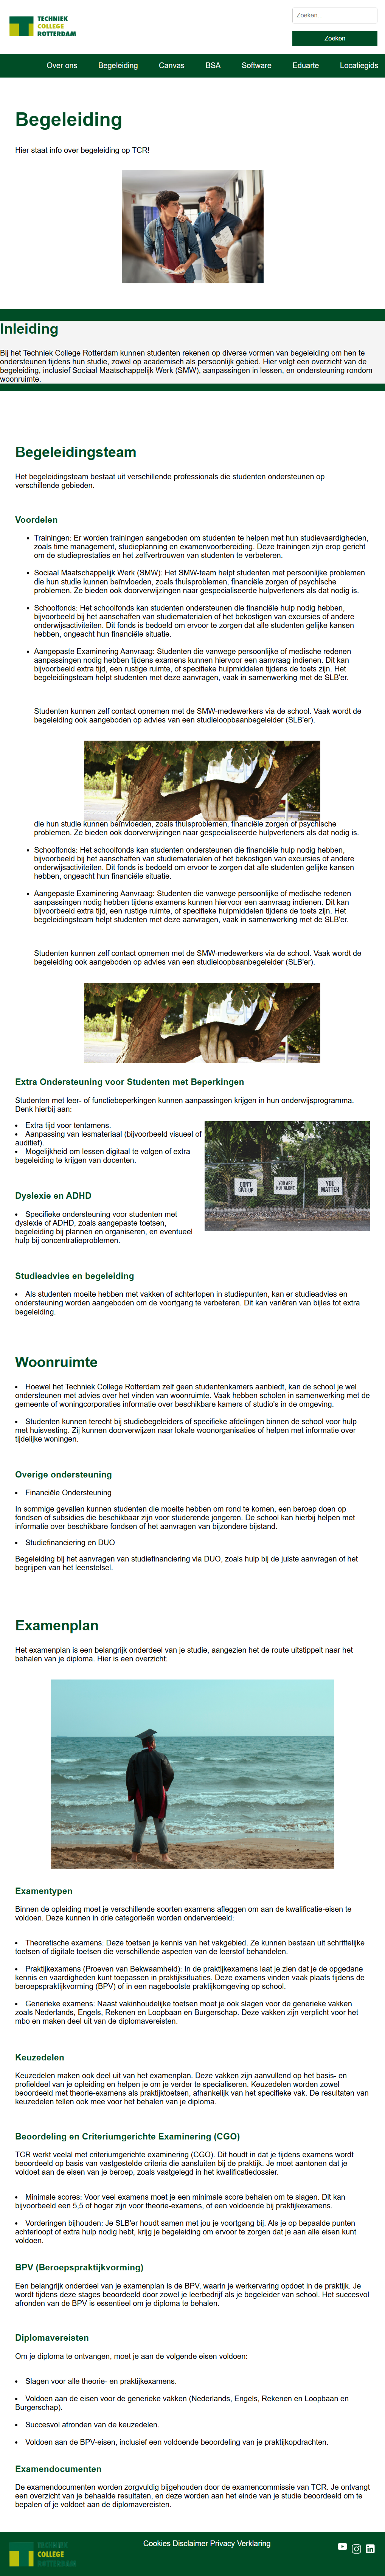 TECHNIEK
COLLEGE
ROTTERDAM
Zoeken...
Zoeken
Over ons Begeleiding Canvas BSA Software Eduarte Locatiegids
Begeleiding
Hier staat info over begeleiding op TCR!
Inleiding
Bij het Techniek College Rotterdam kunnen studenten rekenen op diverse vormen van begeleiding om hen te
ondersteunen tijdens hun studie, zowel op academisch als persoonlijk gebied. Hier volgt een overzicht van de
begeleiding, inclusief Sociaal Maatschappelijk Werk (SMW), aanpassingen in lessen, en ondersteuning rondom
woonruimte.
Begeleidingsteam
Het begeleidingsteam bestaat uit verschillende professionals die studenten ondersteunen op
verschillende gebieden.
Voordelen
• Trainingen: Er worden trainingen aangeboden om studenten te helpen met hun studievaardigheden,
zoals time management, studieplanning en examenvoorbereiding. Deze trainingen zijn erop gericht
om de studieprestaties en het zelfvertrouwen van studenten te verbeteren.
• Sociaal Maatschappelijk Werk (SMW): Het SMW-team helpt studenten met persoonlijke problemen
die hun studie kunnen beïnvloeden, zoals thuisproblemen, financiële zorgen of psychische
problemen. Ze bieden ook doorverwijzingen naar gespecialiseerde hulpverleners als dat nodig is.
• Schoolfonds: Het schoolfonds kan studenten ondersteunen die financiële hulp nodig hebben,
bijvoorbeeld bij het aanschaffen van studiematerialen of het bekostigen van excursies of andere
onderwijsactiviteiten. Dit fonds is bedoeld om ervoor te zorgen dat alle studenten gelijke kansen
hebben, ongeacht hun financiële situatie.
• Aangepaste Examinering Aanvraag: Studenten die vanwege persoonlijke of medische redenen
aanpassingen nodig hebben tijdens examens kunnen hiervoor een aanvraag indienen. Dit kan
bijvoorbeeld extra tijd, een rustige ruimte, of specifieke hulpmiddelen tijdens de toets zijn. Het
begeleidingsteam helpt studenten met deze aanvragen, vaak in samenwerking met de SLB'er.
Studenten kunnen zelf contact opnemen met de SMW-medewerkers via de school. Vaak wordt de
begeleiding ook aangeboden op advies van een studieloopbaanbegeleider (SLB'er).
die hun studie kunnen beïnvloeden, zoals thuisproblemen, financiële zorgen of psychische
problemen. Ze bieden ook doorverwijzingen naar gespecialiseerde hulpverleners als dat nodig is.
• Schoolfonds: Het schoolfonds kan studenten ondersteunen die financiële hulp nodig hebben,
bijvoorbeeld bij het aanschaffen van studiematerialen of het bekostigen van excursies of andere
onderwijsactiviteiten. Dit fonds is bedoeld om ervoor te zorgen dat alle studenten gelijke kansen
hebben, ongeacht hun financiële situatie.
• Aangepaste Examinering Aanvraag: Studenten die vanwege persoonlijke of medische redenen
aanpassingen nodig hebben tijdens examens kunnen hiervoor een aanvraag indienen. Dit kan
bijvoorbeeld extra tijd, een rustige ruimte, of specifieke hulpmiddelen tijdens de toets zijn. Het
begeleidingsteam helpt studenten met deze aanvragen, vaak in samenwerking met de SLB'er.
Studenten kunnen zelf contact opnemen met de SMW-medewerkers via de school. Vaak wordt de
begeleiding ook aangeboden op advies van een studieloopbaanbegeleider (SLB'er).
Extra Ondersteuning voor Studenten met Beperkingen
Studenten met leer- of functiebeperkingen kunnen aanpassingen krijgen in hun onderwijsprogramma.
Denk hierbij aan:
• Extra tijd voor tentamens.
• Aanpassing van lesmateriaal (bijvoorbeeld visueel of
auditief).
• Mogelijkheid om lessen digitaal te volgen of extra
begeleiding te krijgen van docenten.
DON'T
GIVE UP
YOU ARE
NOT ALONE
YOU
MATTER
Dyslexie en ADHD
• Specifieke ondersteuning voor studenten met
dyslexie of ADHD, zoals aangepaste toetsen,
begeleiding bij plannen en organiseren, en eventueel
hulp bij concentratieproblemen.
Studieadvies en begeleiding
• Als studenten moeite hebben met vakken of achterlopen in studiepunten, kan er studieadvies en
ondersteuning worden aangeboden om de voortgang te verbeteren. Dit kan variëren van bijles tot extra
begeleiding.
Woonruimte
• Hoewel het Techniek College Rotterdam zelf geen studentenkamers aanbiedt, kan de school je wel
ondersteunen met advies over het vinden van woonruimte. Vaak hebben scholen in samenwerking met de
gemeente of woningcorporaties informatie over beschikbare kamers of studio's in de omgeving.
• Studenten kunnen terecht bij studiebegeleiders of specifieke afdelingen binnen de school voor hulp
met huisvesting. Zij kunnen doorverwijzen naar lokale woonorganisaties of helpen met informatie over
tijdelijke woningen.
Overige ondersteuning
• Financiële Ondersteuning
In sommige gevallen kunnen studenten die moeite hebben om rond te komen, een beroep doen op
fondsen of subsidies die beschikbaar zijn voor studerende jongeren. De school kan hierbij helpen met
informatie over beschikbare fondsen of het aanvragen van bijzondere bijstand.
• Studiefinanciering en DUO
Begeleiding bij het aanvragen van studiefinanciering via DUO, zoals hulp bij de juiste aanvragen of het
begrijpen van het leenstelsel.
Examenplan
Het examenplan is een belangrijk onderdeel van je studie, aangezien het de route uitstippelt naar het
behalen van je diploma. Hier is een overzicht:
Examentypen
Binnen de opleiding moet je verschillende soorten examens afleggen om aan de kwalificatie-eisen te
voldoen. Deze kunnen in drie categorieën worden onderverdeeld:
• Theoretische examens: Deze toetsen je kennis van het vakgebied. Ze kunnen bestaan uit schriftelijke
toetsen of digitale toetsen die verschillende aspecten van de leerstof behandelen.
• Praktijkexamens (Proeven van Bekwaamheid): In de praktijkexamens laat je zien dat je de opgedane
kennis en vaardigheden kunt toepassen in praktijksituaties. Deze examens vinden vaak plaats tijdens de
beroepspraktijkvorming (BPV) of in een nagebootste praktijkomgeving op school.
• Generieke examens: Naast vakinhoudelijke toetsen moet je ook slagen voor de generieke vakken
zoals Nederlands, Engels, Rekenen en Loopbaan en Burgerschap. Deze vakken zijn verplicht voor het
mbo en maken deel uit van de diplomavereisten.
Keuzedelen
Keuzedelen maken ook deel uit van het examenplan. Deze vakken zijn aanvullend op het basis- en
profieldeel van je opleiding en helpen je om je verder te specialiseren. Keuzedelen worden zowel
beoordeeld met theorie-examens als praktijktoetsen, afhankelijk van het specifieke vak. De resultaten van
keuzedelen tellen ook mee voor het behalen van je diploma.
Beoordeling en Criteriumgerichte Examinering (CGO)
TCR werkt veelal met criteriumgerichte examinering (CGO). Dit houdt in dat je tijdens examens wordt
beoordeeld op basis van vastgestelde criteria die aansluiten bij de praktijk. Je moet aantonen dat je
voldoet aan de eisen van je beroep, zoals vastgelegd in het kwalificatiedossier.
• Minimale scores: Voor veel examens moet je een minimale score behalen om te slagen. Dit kan
bijvoorbeeld een 5,5 of hoger zijn voor theorie-examens, of een voldoende bij praktijkexamens.
• Vorderingen bijhouden: Je SLB'er houdt samen met jou je voortgang bij. Als je op bepaalde punten
achterloopt of extra hulp nodig hebt, krijg je begeleiding om ervoor te zorgen dat je aan alle eisen kunt
voldoen.
BPV (Beroepspraktijkvorming)
Een belangrijk onderdeel van je examenplan is de BPV, waarin je werkervaring opdoet in de praktijk. Je
wordt tijdens deze stages beoordeeld door zowel je leerbedrijf als je begeleider van school. Het succesvol
afronden van de BPV is essentieel om je diploma te behalen.
Diplomavereisten
Om je diploma te ontvangen, moet je aan de volgende eisen voldoen:
• Slagen voor alle theorie- en praktijkexamens.
• Voldoen aan de eisen voor de generieke vakken (Nederlands, Engels, Rekenen en Loopbaan en
Burgerschap).
• Succesvol afronden van de keuzedelen.
• Voldoen aan de BPV-eisen, inclusief een voldoende beoordeling van je praktijkopdrachten.
Examendocumenten
De examendocumenten worden zorgvuldig bijgehouden door de examencommissie van TCR. Je ontvangt
een overzicht van je behaalde resultaten, en deze worden aan het einde van je studie beoordeeld om te
bepalen of je voldoet aan de diplomavereisten.
TECHNIEK
COLLEGE
ROTTERDAM
Cookies Disclaimer Privacy Verklaring